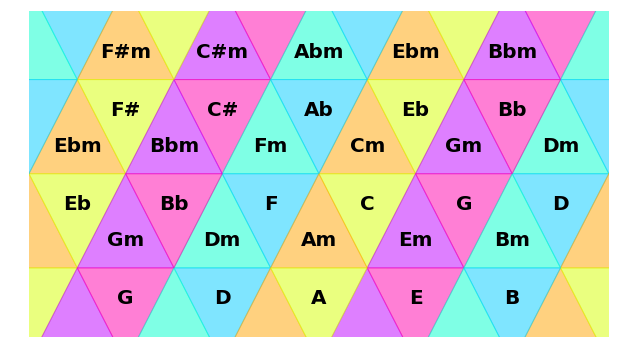 F#m C#m Abm Ebm Bbm
F# C# Ab Eb Bb
Ebm Bbm Fm Cm Gm Dm
Eb Bb F C G D
Gm Dm Am Em Bm
G D A E B